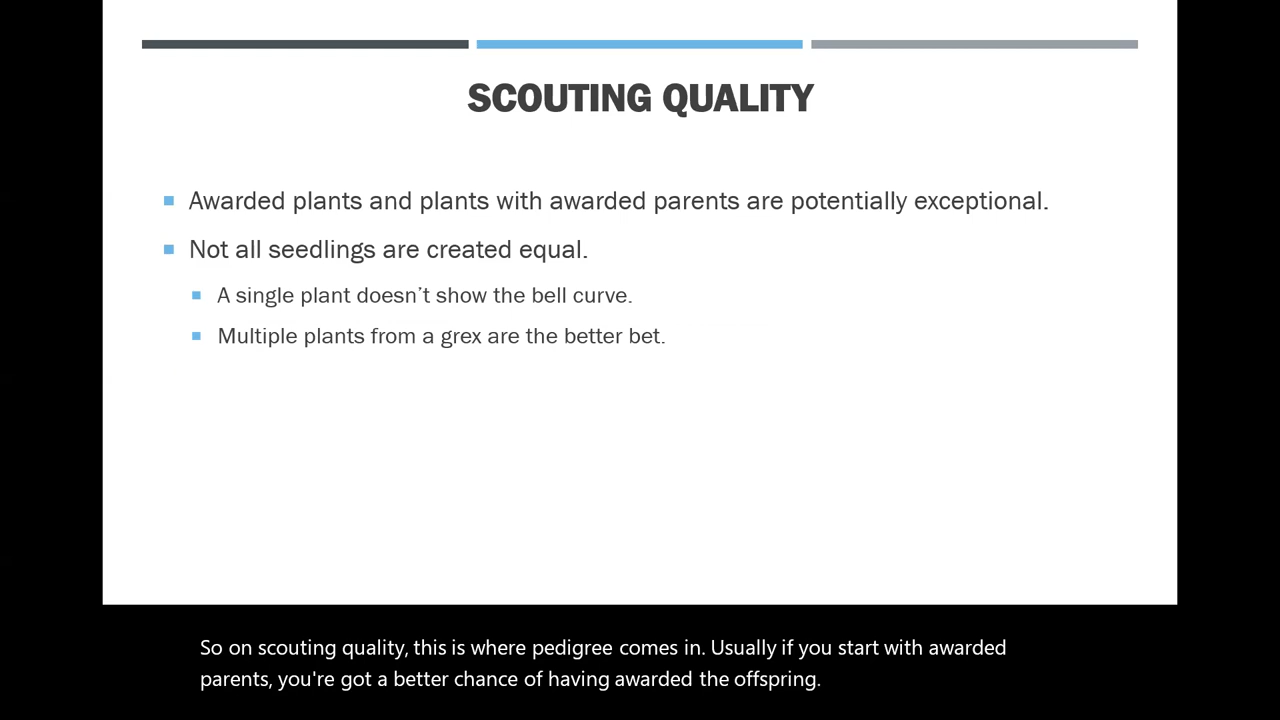 SCOUTING QUALITY
Awarded plants and plants with awarded parents are potentially exceptional.
Not all seedlings are created equal.
A single plant doesn’t show the bell curve.
Multiple plants from a grex are the better bet.
So on scouting quality, this is where pedigree comes in. Usually if you start with awarded
parents, you're got a better chance of having awarded the offspring.